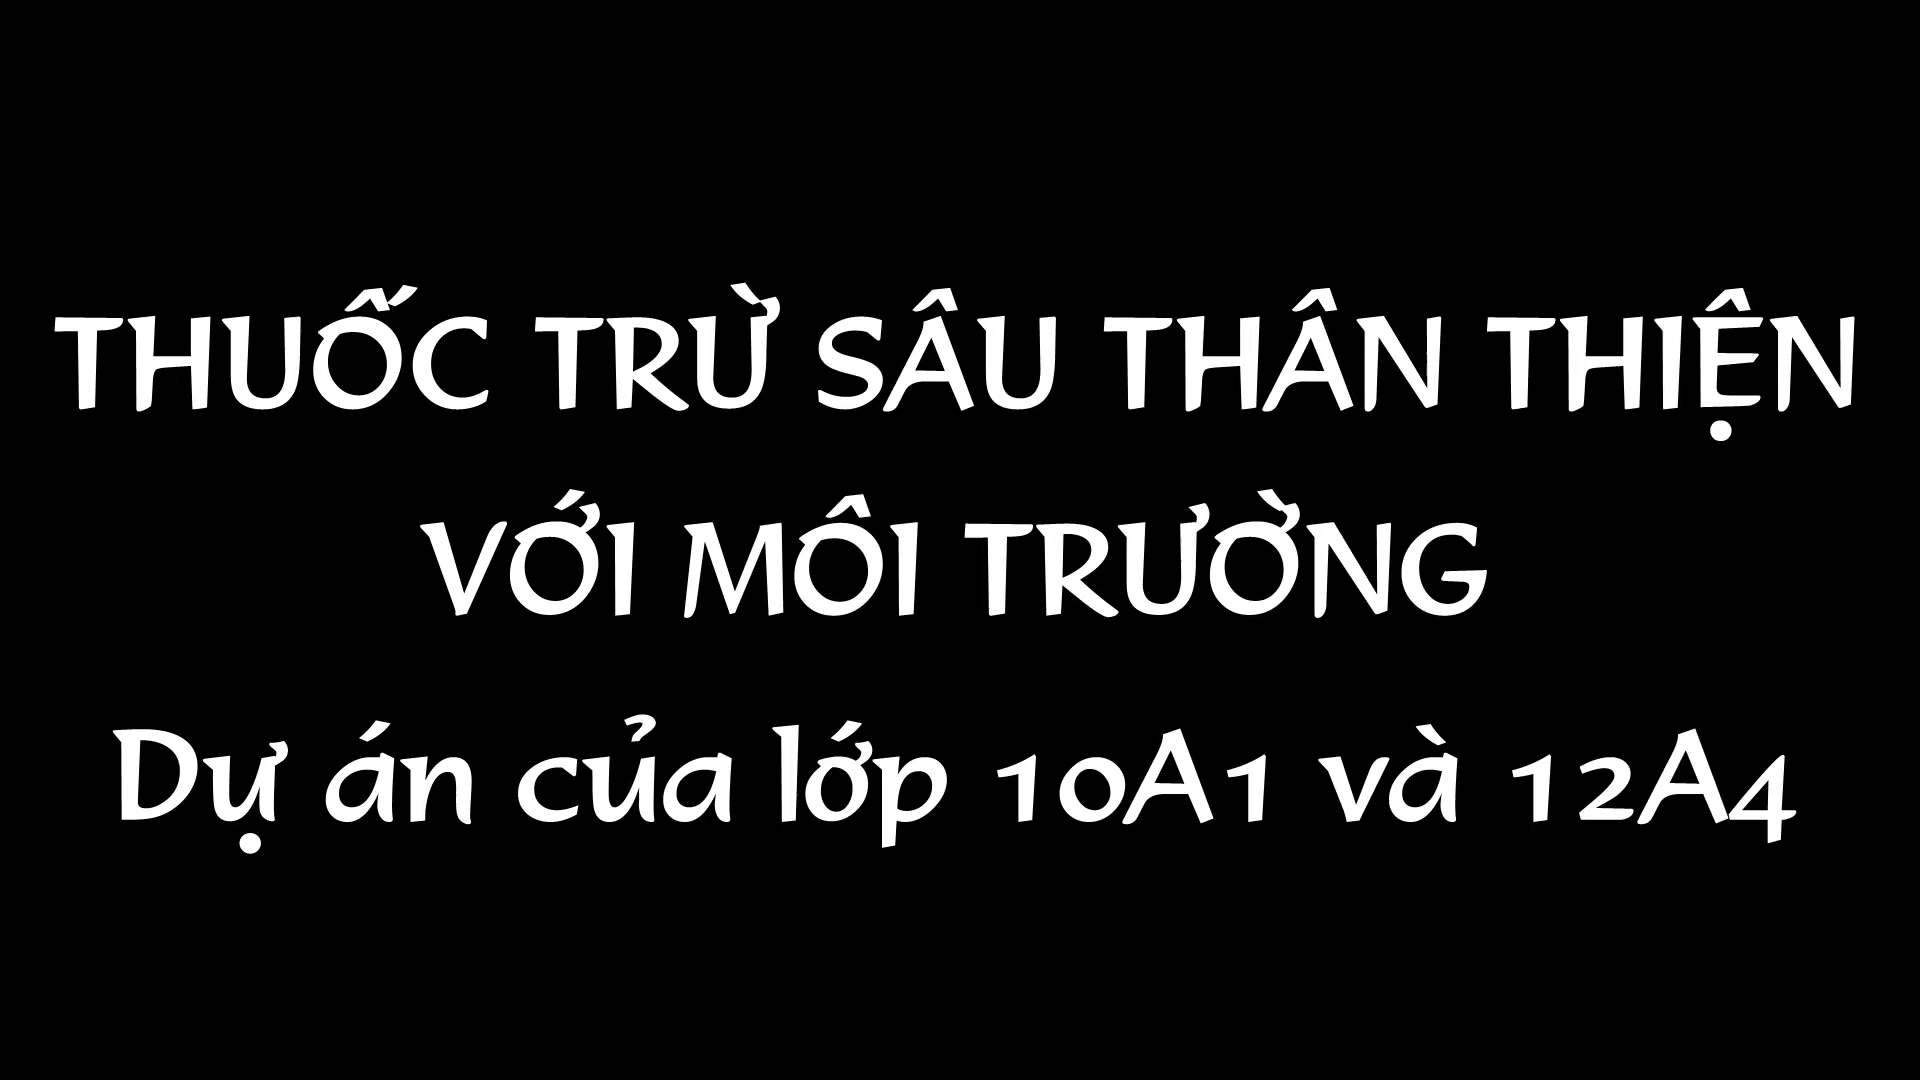 THUỐC TRỪ SÂU THÂN THIỆN
VỚI MÔI TRƯỜNG
Dự án của lớp 10A1 và 12A4